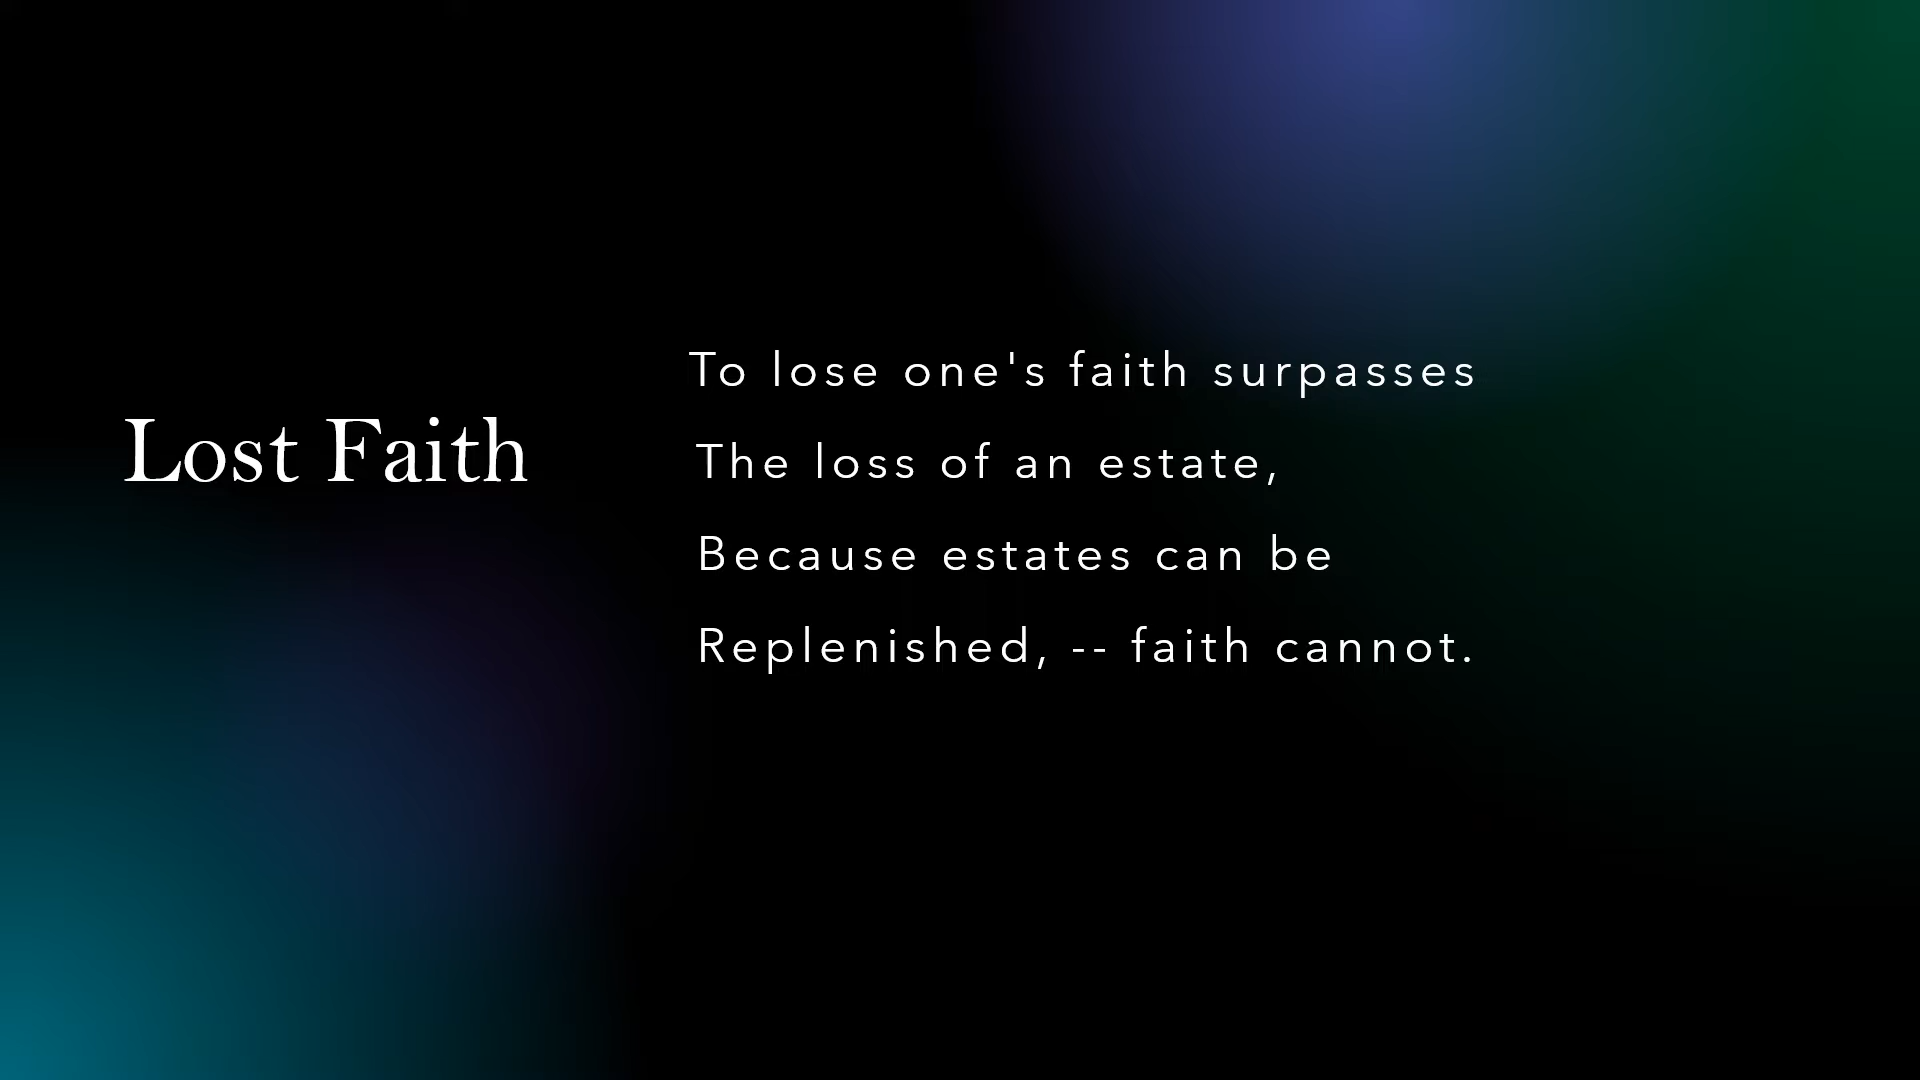 Lost Faith
To lose one's faith surpasses
The loss of an estate,
Because estates can be
Replenished, -- faith cannot.